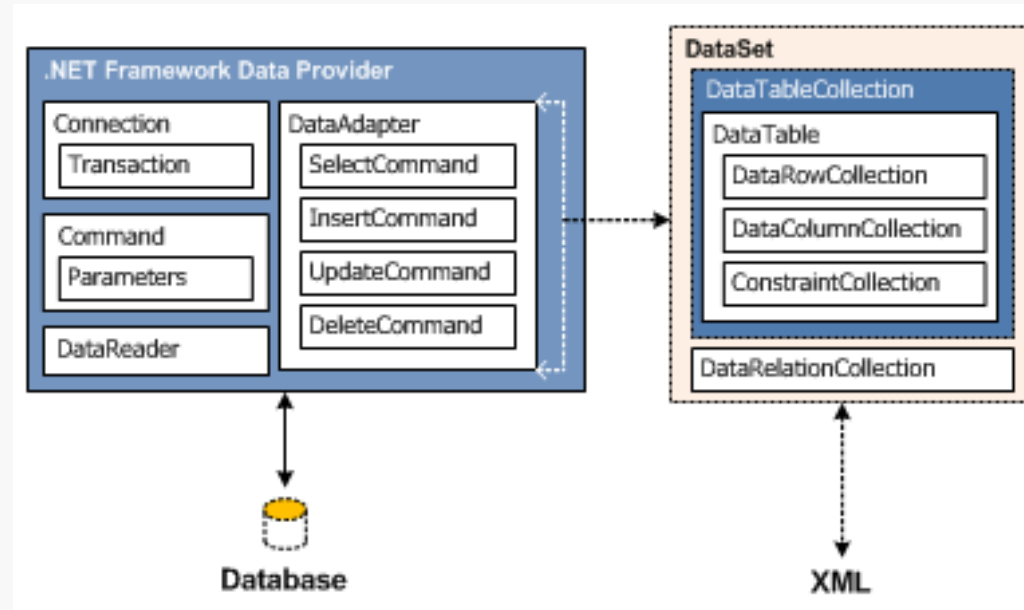 .NET Framework Data Provider
Connection
Transaction
Command
Parameters
DataReader
DataAdapter
SelectCommand
InsertCommand
UpdateCommand
DeleteCommand
Database
DataSet
DataTableCollection
DataTable
DataRowCollection
DataColumnCollection
ConstraintCollection
DataRelationCollection
XML